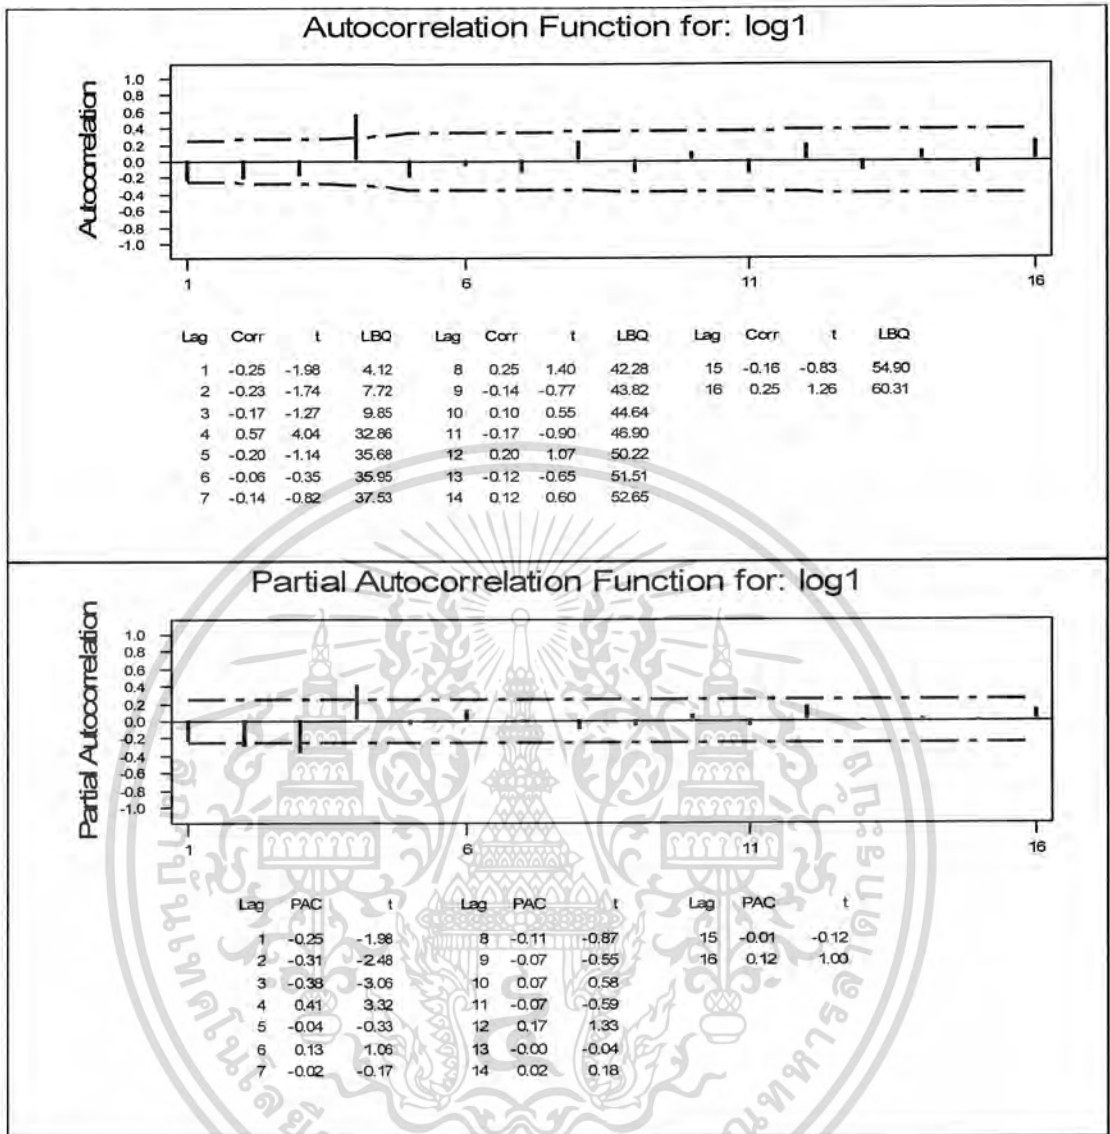 Autocorrelation Function for: log1
Autocorrelation
1.0
0.8
0.6
0.4
0.2
0.0
-0.2
-0.4
-0.6
-0.8
-1.0
1 6 11 16
Lag Corr t LBQ Lag Corr t LBQ Lag Corr t LBQ
1 -0.25 -1.98 4.12 8 0.25 1.40 42.28 15 -0.16 -0.83 54.90
2 -0.23 -1.74 7.72 9 -0.14 -0.77 43.82 16 0.25 1.26 60.31
3 -0.17 -1.27 9.85 10 0.10 0.55 44.64
4 0.57 4.04 32.86 11 -0.17 -0.90 46.90
5 -0.20 -1.14 35.68 12 0.20 1.07 50.22
6 -0.06 -0.35 35.95 13 -0.12 -0.65 51.51
7 -0.14 -0.82 37.53 14 0.12 0.60 52.65
Partial Autocorrelation Function for: log1
Partial Autocorrelation
1.0
0.8
0.6
0.4
0.2
0.0
-0.2
-0.4
-0.6
-0.8
-1.0
1 6 11 16
Lag PAC t Lag PAC t Lag PAC t
1 -0.25 -1.98 8 -0.11 -0.87 15 -0.01 -0.12
2 -0.31 -2.48 9 -0.07 -0.55 16 0.12 1.00
3 -0.38 -3.06 10 0.07 0.58
4 0.41 3.32 11 -0.07 -0.59
5 -0.04 -0.33 12 0.17 1.33
6 0.13 1.06 13 -0.00 -0.04
7 -0.02 -0.17 14 0.02 0.18